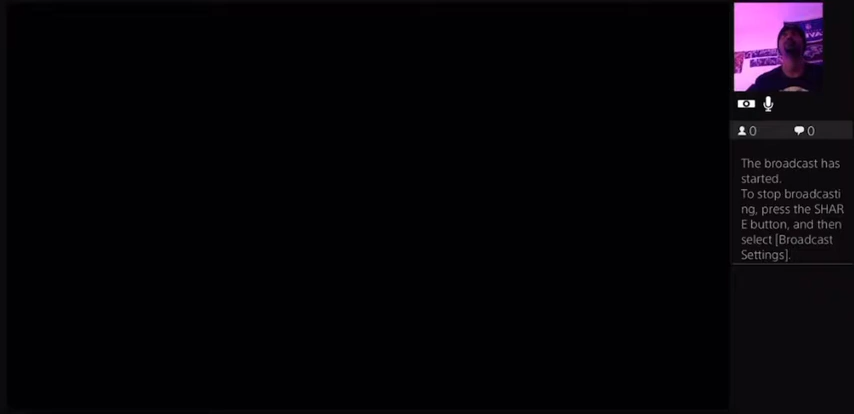 0 0
The broadcast has
started.
To stop broadcasti
ng, press the SHAR
E button, and then
select [Broadcast
Settings].